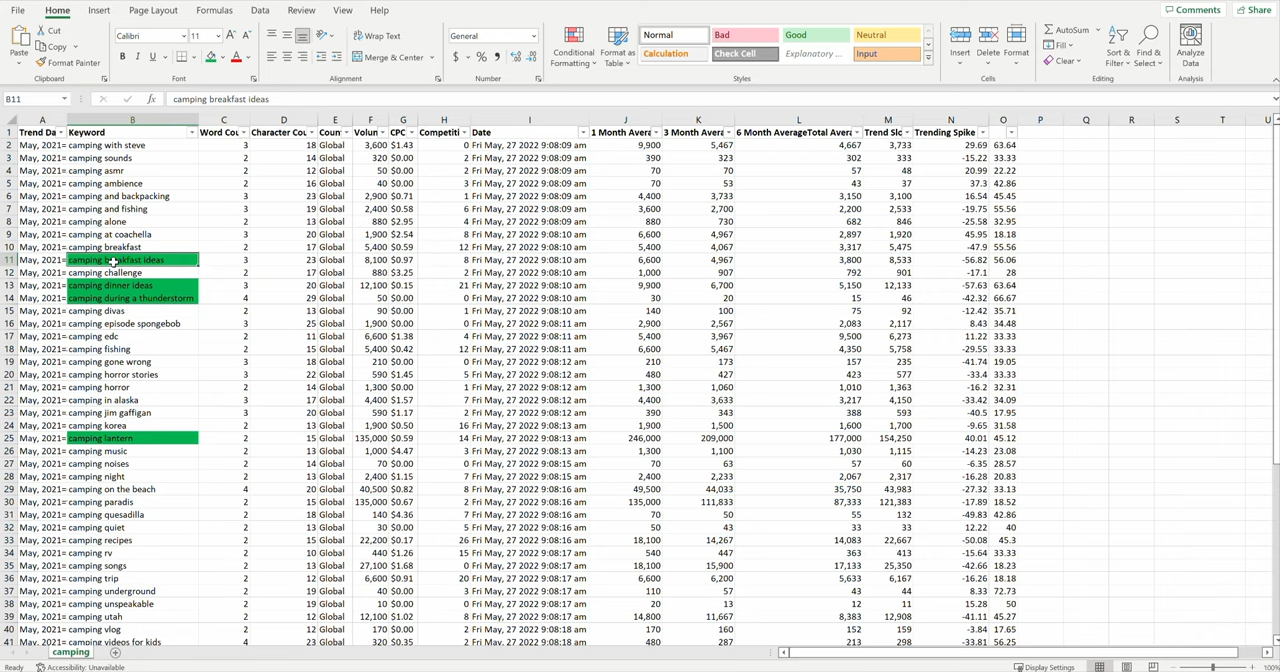 File Home Insert Page Layout Formulas Data Review View Help Comments Share
Paste Cut Copy Format Painter Calibri 11 Wrap Text Merge & Center General Conditional Formatting Format as Table Normal Bad Good Neutral Calculation Check Cell Explanatory ... Input Insert Delete Format AutoSum Fill Clear Sort & Filter Find & Select Analyze Data
Clipboard Font Alignment Number Styles Cells Editing Analysis
B11 fx camping breakfast ideas
A B C D E F G H I J K L M N O P Q R S T U
1 Trend Da Keyword Word Cou Character Cou Coun Volun CPC Competiti Date 1 Month Avera 3 Month Avera 6 Month AverageTotal Avera Trend Slo Trending Spike
2 May, 2021= camping with steve 3 18 Global 3,600 $1.43 0 Fri May, 27 2022 9:08:09 am 9,900 5,467 4,667 3,733 29.69 63.64
3 May, 2021= camping sounds 2 14 Global 320 $0.00 2 Fri May, 27 2022 9:08:09 am 390 323 302 333 -15.22 33.33
4 May, 2021= camping asmr 2 12 Global 50 $0.00 2 Fri May, 27 2022 9:08:09 am 70 70 57 48 20.99 22.22
5 May, 2021= camping ambience 2 16 Global 40 $0.00 3 Fri May, 27 2022 9:08:09 am 70 53 43 37 37.3 42.86
6 May, 2021= camping and backpacking 3 23 Global 2,900 $0.71 1 Fri May, 27 2022 9:08:09 am 4,400 3,733 3,150 3,100 16.54 45.45
7 May, 2021= camping and fishing 3 19 Global 2,400 $0.58 6 Fri May, 27 2022 9:08:09 am 3,600 2,700 2,200 2,533 -19.75 55.56
8 May, 2021= camping alone 2 13 Global 880 $2.95 4 Fri May, 27 2022 9:08:09 am 880 730 682 846 -25.58 32.95
9 May, 2021= camping at coachella 3 20 Global 1,900 $2.54 8 Fri May, 27 2022 9:08:10 am 6,600 4,967 2,897 1,920 45.95 18.18
10 May, 2021= camping breakfast 2 17 Global 5,400 $0.59 12 Fri May, 27 2022 9:08:10 am 5,400 4,067 3,317 5,475 -47.9 55.56
11 May, 2021= camping breakfast ideas 3 23 Global 8,100 $0.97 8 Fri May, 27 2022 9:08:10 am 6,600 4,967 3,800 8,533 -56.82 63.06
12 May, 2021= camping challenge 2 17 Global 880 $3.25 2 Fri May, 27 2022 9:08:10 am 1,000 907 792 901 -17.1 28
13 May, 2021= camping dinner ideas 3 20 Global 12,100 $0.15 21 Fri May, 27 2022 9:08:10 am 9,900 6,700 5,150 12,133 -57.63 63.64
14 May, 2021= camping during a thunderstorm 4 29 Global 50 $0.00 0 Fri May, 27 2022 9:08:10 am 30 20 15 46 -42.32 66.67
15 May, 2021= camping divas 2 13 Global 90 $0.00 1 Fri May, 27 2022 9:08:10 am 140 100 75 92 -12.42 35.71
16 May, 2021= camping episode spongebob 3 25 Global 1,900 $0.00 0 Fri May, 27 2022 9:08:11 am 2,900 2,567 2,083 2,117 8.43 34.48
17 May, 2021= camping edc 2 11 Global 6,600 $1.38 4 Fri May, 27 2022 9:08:11 am 5,400 3,967 9,500 6,273 11.22 33.33
18 May, 2021= camping fishing 2 15 Global 5,400 $0.42 12 Fri May, 27 2022 9:08:11 am 6,600 5,467 4,350 5,758 -29.55 33.33
19 May, 2021= camping gone wrong 3 18 Global 210 $0.00 0 Fri May, 27 2022 9:08:12 am 210 173 157 235 -41.74 19.05
20 May, 2021= camping horror stories 3 22 Global 590 $1.45 5 Fri May, 27 2022 9:08:12 am 480 427 423 577 -33.4 33.33
21 May, 2021= camping horror 2 14 Global 1,300 $0.00 1 Fri May, 27 2022 9:08:12 am 1,300 1,060 1,010 1,363 -16.2 32.31
22 May, 2021= camping in alaska 3 17 Global 4,400 $1.57 7 Fri May, 27 2022 9:08:12 am 4,400 3,633 3,217 4,150 -33.42 34.09
23 May, 2021= camping jim gaffigan 3 20 Global 590 $1.17 2 Fri May, 27 2022 9:08:12 am 390 343 388 593 -40.5 17.95
24 May, 2021= camping korea 2 13 Global 1,900 $0.50 16 Fri May, 27 2022 9:08:13 am 1,900 1,500 1,600 1,700 -9.65 31.58
25 May, 2021= camping lantern 2 15 Global 135,000 $0.59 14 Fri May, 27 2022 9:08:13 am 246,000 209,000 177,000 154,250 40.01 45.12
26 May, 2021= camping music 2 13 Global 1,000 $4.47 3 Fri May, 27 2022 9:08:13 am 1,300 1,100 1,030 1,115 -14.23 23.08
27 May, 2021= camping noises 2 14 Global 70 $0.00 0 Fri May, 27 2022 9:08:15 am 70 63 57 60 -6.35 28.57
28 May, 2021= camping night 2 13 Global 2,400 $1.15 7 Fri May, 27 2022 9:08:15 am 2,400 2,233 2,067 2,317 -16.28 20.83
29 May, 2021= camping on the beach 4 20 Global 40,500 $0.82 8 Fri May, 27 2022 9:08:16 am 49,500 44,033 35,750 43,983 -27.32 33.13
30 May, 2021= camping paradis 2 15 Global 135,000 $0.67 2 Fri May, 27 2022 9:08:16 am 135,000 111,833 87,333 121,383 -17.89 18.52
31 May, 2021= camping quesadilla 2 18 Global 140 $4.36 7 Fri May, 27 2022 9:08:16 am 70 50 55 132 -49.83 42.86
32 May, 2021= camping quiet 2 13 Global 30 $0.00 5 Fri May, 27 2022 9:08:16 am 50 43 33 33 12.22 40
33 May, 2021= camping recipes 2 15 Global 22,200 $0.17 26 Fri May, 27 2022 9:08:16 am 18,100 14,267 14,083 22,667 -50.08 45.3
34 May, 2021= camping rv 2 10 Global 440 $1.26 15 Fri May, 27 2022 9:08:17 am 540 447 363 413 -15.64 33.33
35 May, 2021= camping songs 2 13 Global 27,100 $1.68 3 Fri May, 27 2022 9:08:17 am 18,100 15,900 17,133 25,350 -42.66 18.23
36 May, 2021= camping trip 2 12 Global 6,600 $0.91 20 Fri May, 27 2022 9:08:17 am 6,600 6,200 5,633 6,167 -16.26 18.18
37 May, 2021= camping underground 2 19 Global 40 $0.00 3 Fri May, 27 2022 9:08:17 am 110 57 43 44 8.33 72.73
38 May, 2021= camping unspeakable 2 19 Global 10 $0.00 0 Fri May, 27 2022 9:08:17 am 20 13 12 11 15.28 50
39 May, 2021= camping utah 2 12 Global 12,100 $1.02 8 Fri May, 27 2022 9:08:17 am 14,800 11,667 8,383 12,908 -41.11 45.27
40 May, 2021= camping vlog 2 12 Global 170 $0.00 2 Fri May, 27 2022 9:08:18 am 170 160 152 159 -3.84 17.65
41 May, 2021= camping videos for kids 4 23 Global 320 $0.35 2 Fri May, 27 2022 9:08:18 am 480 287 213 298 -33.81 56.25
camping
Ready Accessibility: Unavailable Display Settings 100%